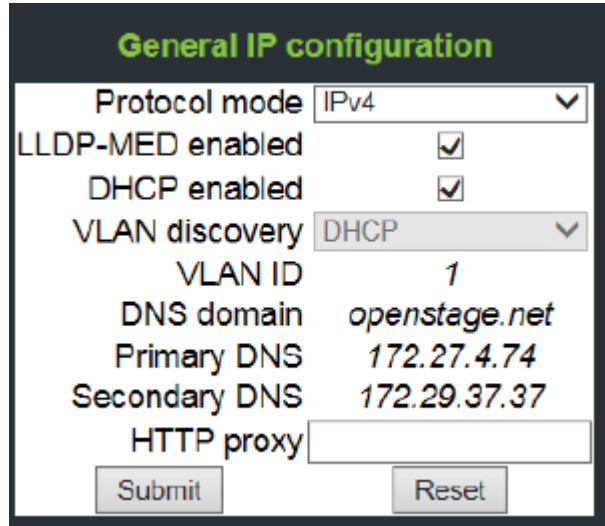 General IP configuration
Protocol mode IPv4
LLDP-MED enabled
DHCP enabled
VLAN discovery DHCP
VLAN ID 1
DNS domain openstage.net
Primary DNS 172.27.4.74
Secondary DNS 172.29.37.37
HTTP proxy
Submit Reset